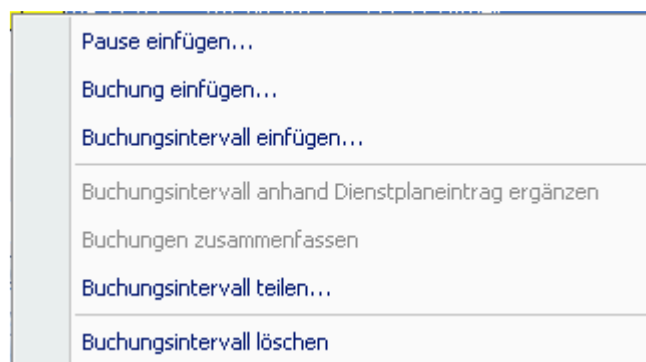 Pause einfügen...
Buchung einfügen...
Buchungsintervall einfügen...
Buchungsintervall anhand Dienstplaneintrag ergänzen
Buchungen zusammenfassen
Buchungsintervall teilen...
Buchungsintervall löschen